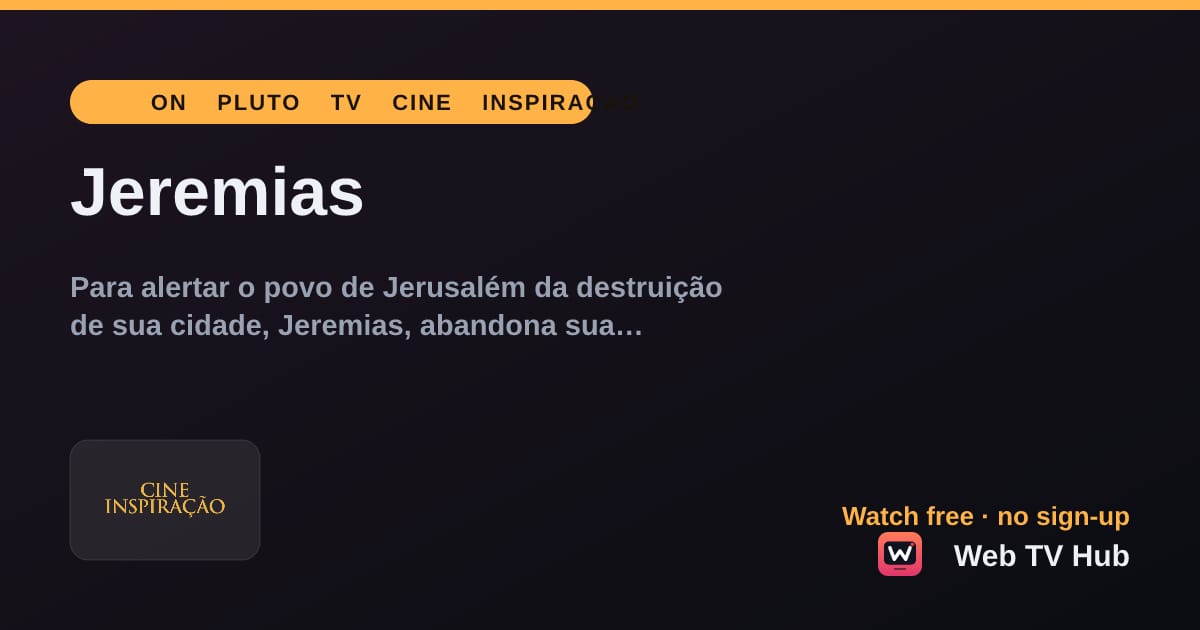 ON PLUTO TV CINE INSPIRAÇÃO
Jeremias
Para alertar o povo de Jerusalém da destruição
de sua cidade, Jeremias, abandona sua…
CINE
INSPIRAÇÃO
Watch free · no sign-up
W
Web TV Hub